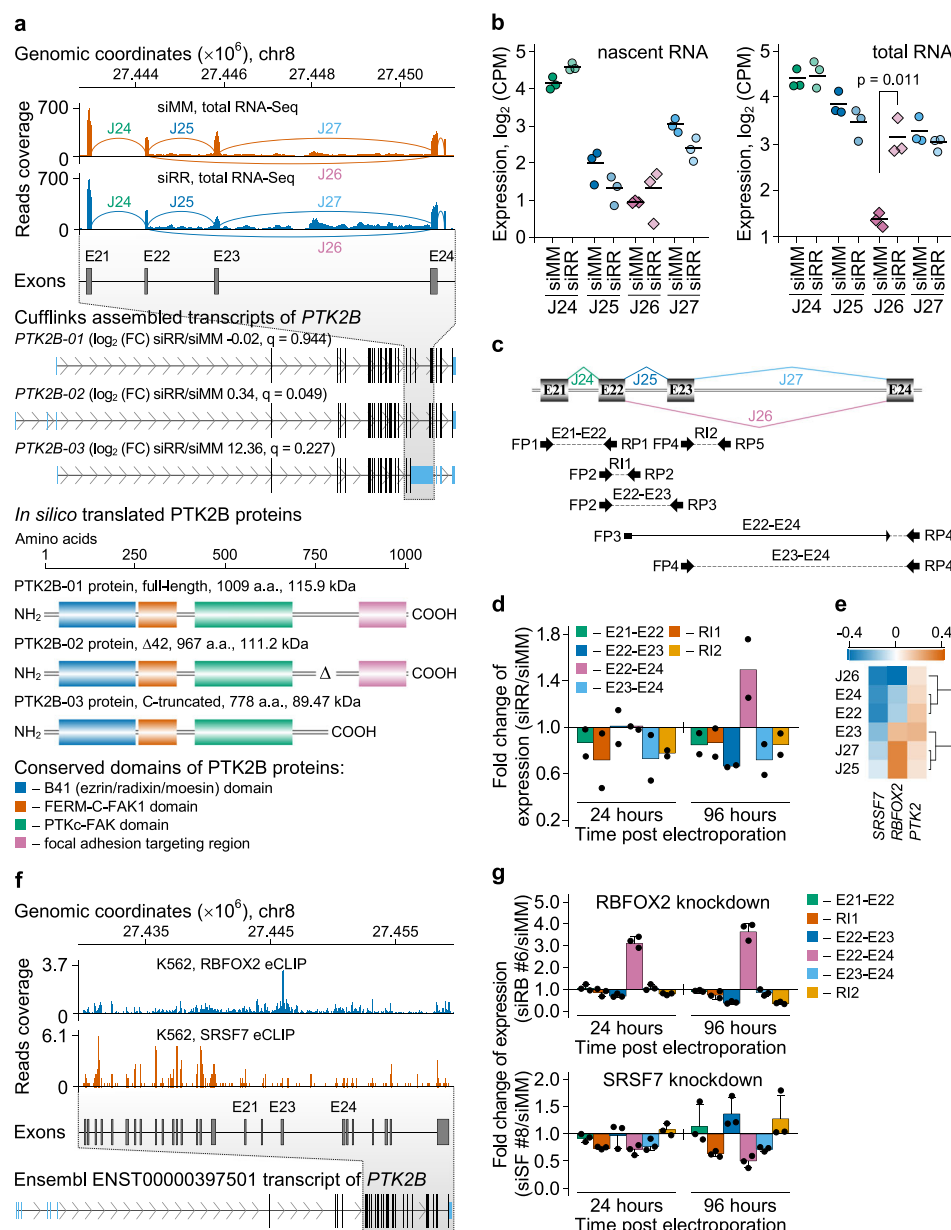 a
Genomic coordinates (×10⁶), chr8
27.444 27.446 27.448 27.450
Reads coverage
700
0
siMM, total RNA-Seq
J24 J25 J27
J26
700
0
siRR, total RNA-Seq
J24 J25 J27
J26
E21 E22 E23 E24
Exons
Cufflinks assembled transcripts of PTK2B
PTK2B-01 (log₂ (FC) siRR/siMM -0.02, q = 0.944)
PTK2B-02 (log₂ (FC) siRR/siMM 0.34, q = 0.049)
PTK2B-03 (log₂ (FC) siRR/siMM 12.36, q = 0.227)
In silico translated PTK2B proteins
Amino acids
1 250 500 750 1000
PTK2B-01 protein, full-length, 1009 a.a., 115.9 kDa
NH₂ COOH
PTK2B-02 protein, Δ42, 967 a.a., 111.2 kDa
NH₂ Δ COOH
PTK2B-03 protein, C-truncated, 778 a.a., 89.47 kDa
NH₂ COOH
Conserved domains of PTK2B proteins:
– B41 (ezrin/radixin/moesin) domain
– FERM-C-FAK1 domain
– PTKc-FAK domain
– focal adhesion targeting region
b
nascent RNA
Expression, log₂ (CPM)
5
4
3
2
1
0
siMM siRR siMM siRR siMM siRR siMM siRR
J24 J25 J26 J27
total RNA
p = 0.011
Expression, log₂ (CPM)
5
4
3
2
1
siMM siRR siMM siRR siMM siRR siMM siRR
J24 J25 J26 J27
c
J24 J25 J27
E21 E22 E23 E24
J26
FP1 E21-E22 RP1 FP4 RI2 RP5
FP2 RI1 RP2
FP2 E22-E23 RP3
FP3 E22-E24 RP4
FP4 E23-E24 RP4
d
Fold change of expression (siRR/siMM)
1.8
1.4
1.0
0.6
0.2
– E21-E22
– E22-E23
– E22-E24
– E23-E24
– RI1
– RI2
24 hours 96 hours
Time post electroporation
e
-0.4 0 0.4
J26
E24
E22
E23
J27
J25
SRSF7 RBFOX2 PTK2
f
Genomic coordinates (×10⁶), chr8
27.435 27.445 27.455
Reads coverage
3.7
0
K562, RBFOX2 eCLIP
6.1
0
K562, SRSF7 eCLIP
E21 E23 E24
Exons
Ensembl ENST00000397501 transcript of PTK2B
g
Fold change of expression
(siRB #6/siMM)
6.0
5.0
4.0
3.0
2.0
1.0
0.0
RBFOX2 knockdown
24 hours 96 hours
Time post electroporation
– E21-E22
– RI1
– E22-E23
– E22-E24
– E23-E24
– RI2
(siSF #8/siMM)
2.0
1.5
1.0
0.5
0.0
SRSF7 knockdown
24 hours 96 hours
Time post electroporation